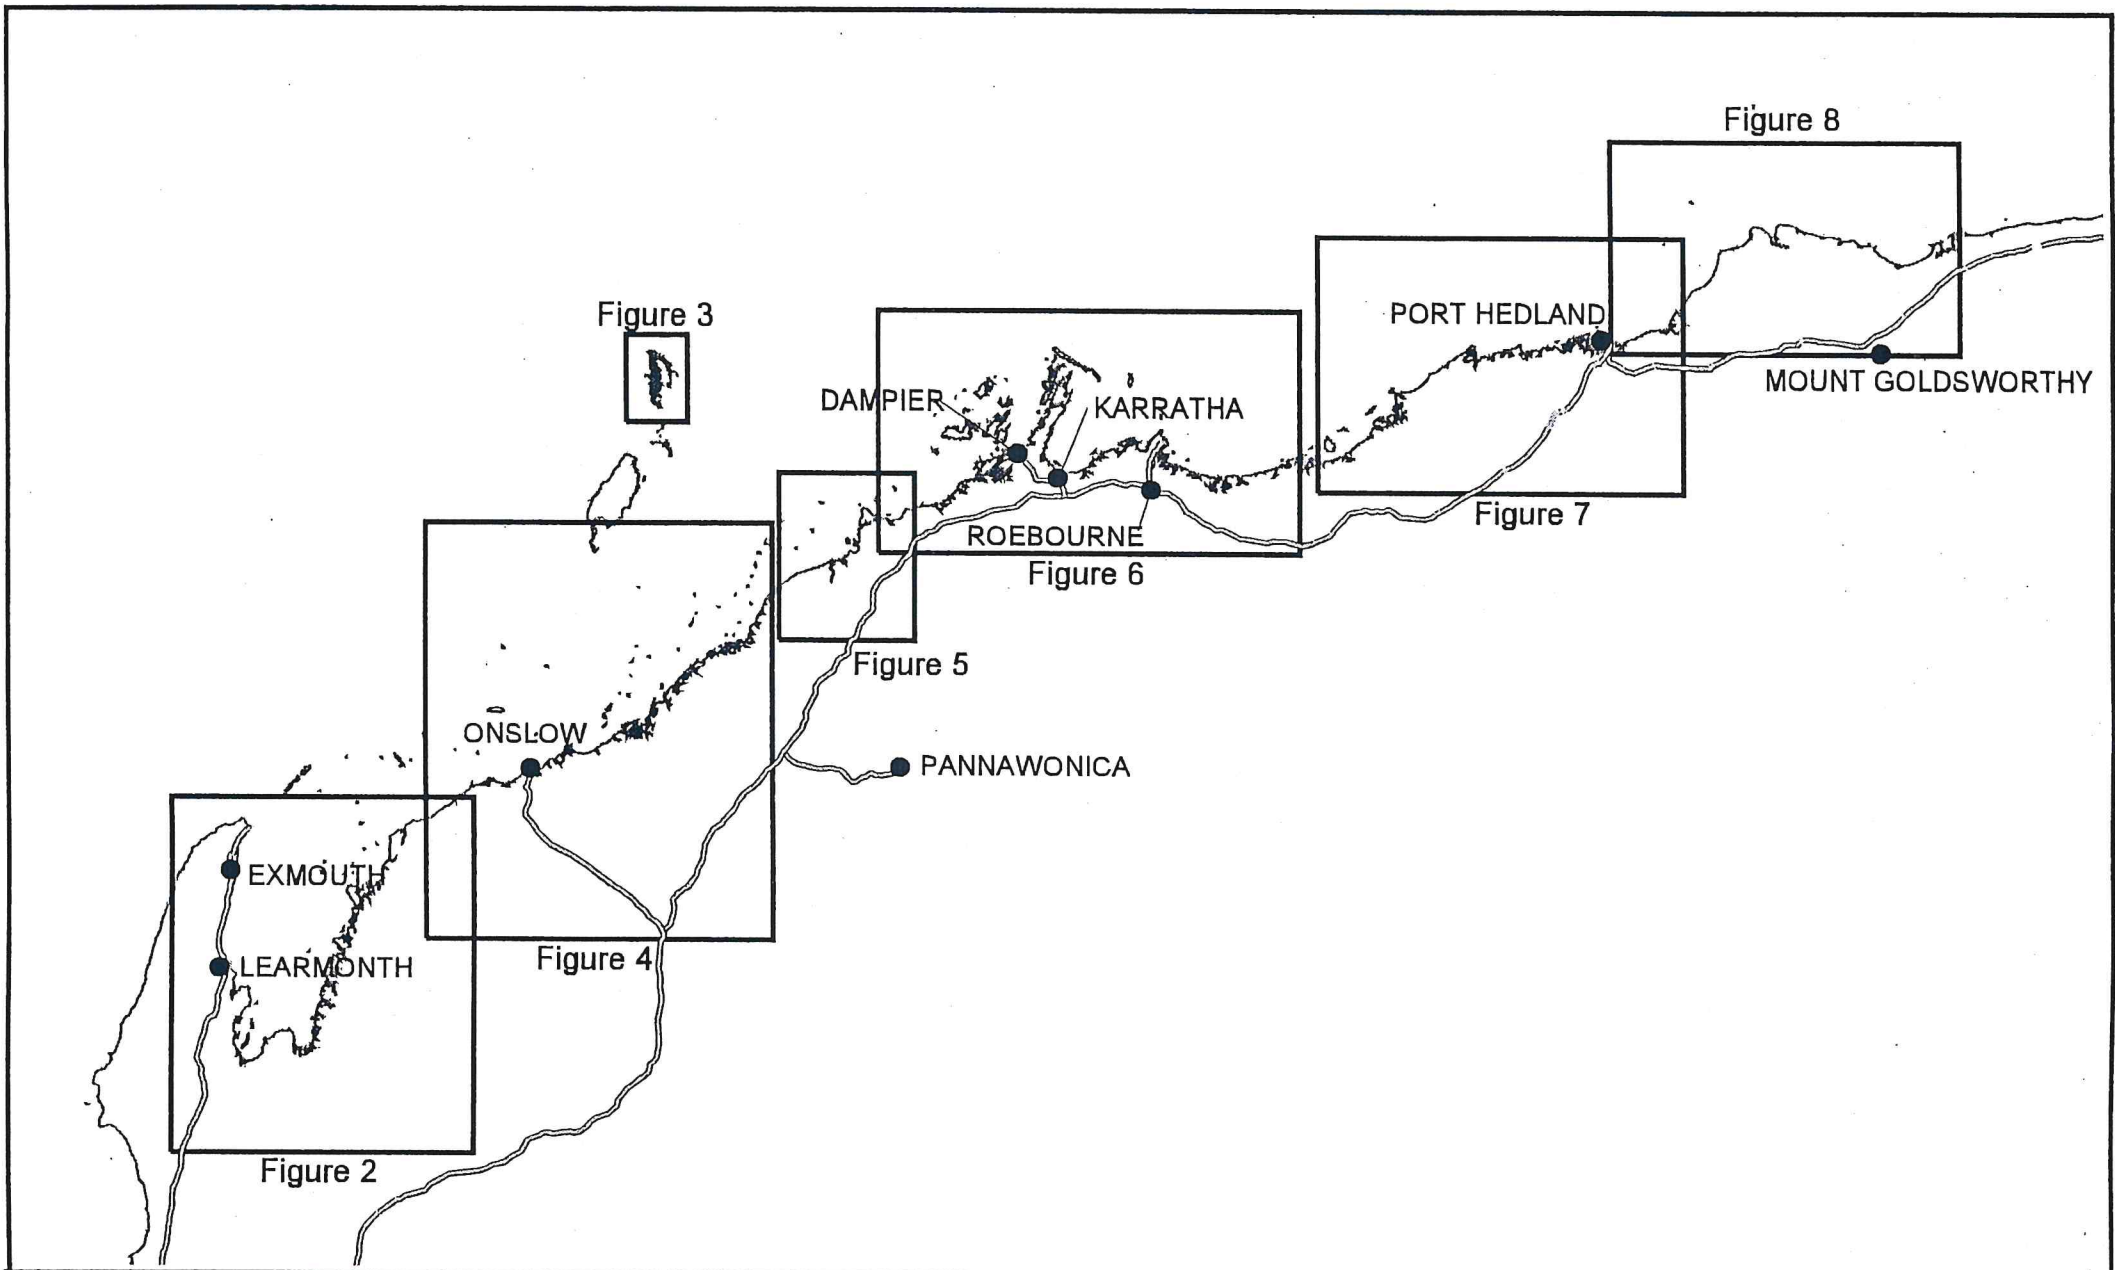 Figure 8
Figure 3
PORT HEDLAND
MOUNT GOLDSWORTHY
DAMPIER
KARRATHA
Figure 7
ROEBOURNE
Figure 6
Figure 5
ONSLOW
PANNAWONICA
EXMOUTH
Figure 4
LEARMONTH
Figure 2